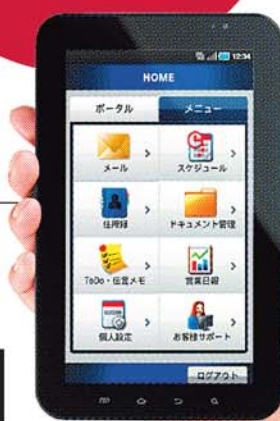 12:34
HOME
ポータル
メニュー
メール
スケジュール
住所録
ドキュメント管理
ToDo・伝言メモ
営業日報
個人設定
お客様サポート
ログアウト